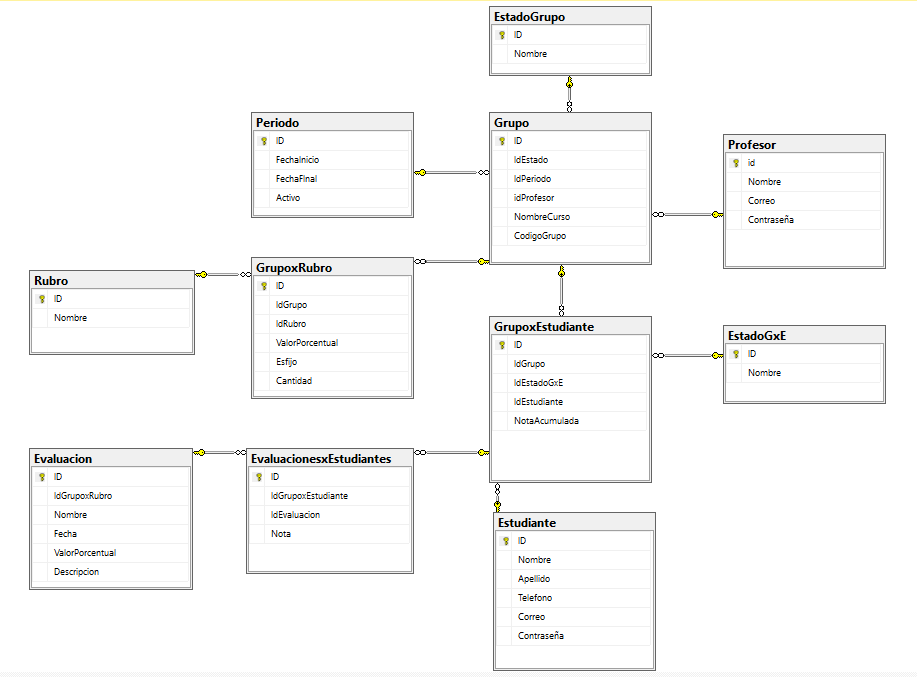 EstadoGrupo
ID
Nombre
Periodo
ID
FechaInicio
FechaFinal
Activo
Grupo
ID
IdEstado
IdPeriodo
idProfesor
NombreCurso
CodigoGrupo
Profesor
id
Nombre
Correo
Contraseña
Rubro
ID
Nombre
GrupoxRubro
ID
IdGrupo
IdRubro
ValorPorcentual
Esfijo
Cantidad
GrupoxEstudiante
ID
IdGrupo
IdEstadoGxE
IdEstudiante
NotaAcumulada
EstadoGxE
ID
Nombre
Evaluacion
ID
IdGrupoxRubro
Nombre
Fecha
ValorPorcentual
Descripcion
EvaluacionesxEstudiantes
ID
IdGrupoxEstudiante
IdEvaluacion
Nota
Estudiante
ID
Nombre
Apellido
Telefono
Correo
Contraseña